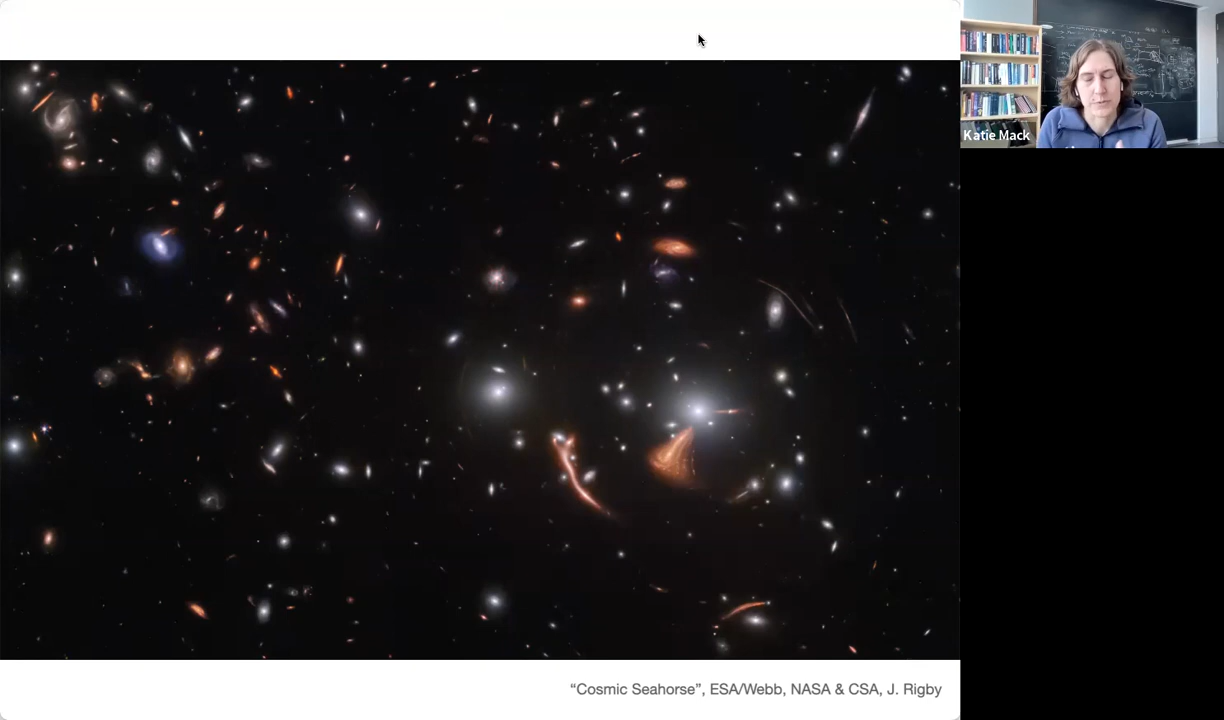 Katie Mack
“Cosmic Seahorse”, ESA/Webb, NASA & CSA, J. Rigby